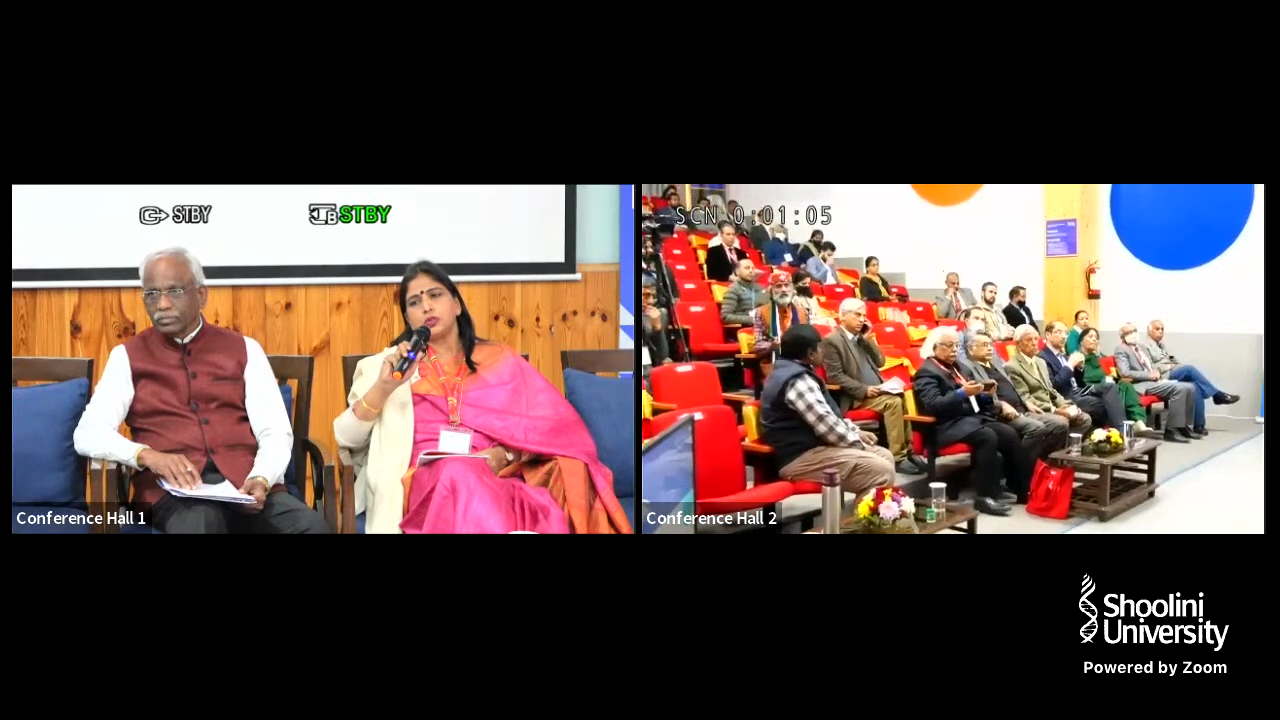 STBY
STBY
SCN 0:01:05
Conference Hall 1
Conference Hall 2
Shoolini
University
Powered by Zoom